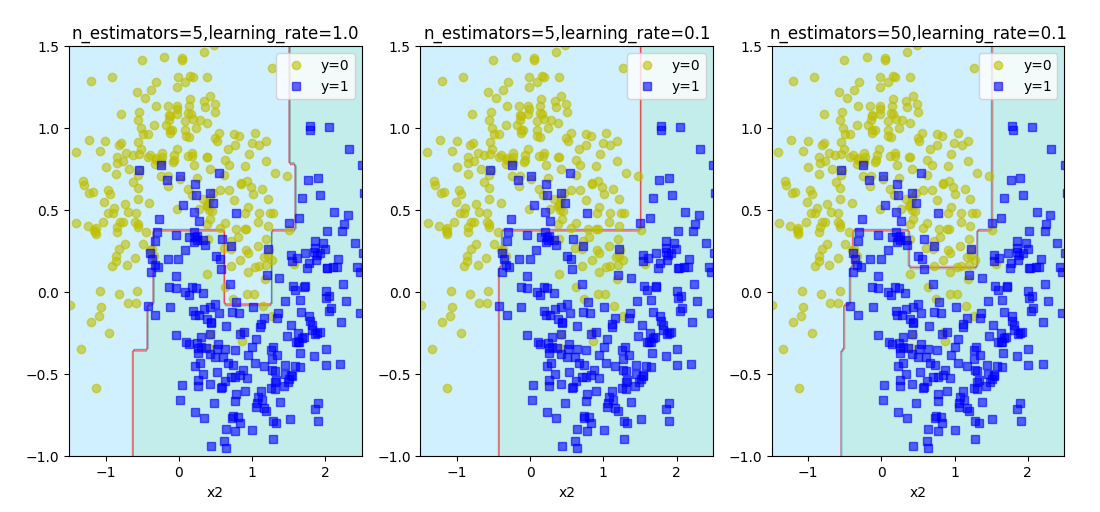 n_estimators=5,learning_rate=1.0
1.5
1.0
0.5
0.0
−0.5
−1.0
−1
0
1
2
x2
y=0
y=1
n_estimators=5,learning_rate=0.1
1.5
1.0
0.5
0.0
−0.5
−1.0
−1
0
1
2
x2
y=0
y=1
n_estimators=50,learning_rate=0.1
1.5
1.0
0.5
0.0
−0.5
−1.0
−1
0
1
2
x2
y=0
y=1